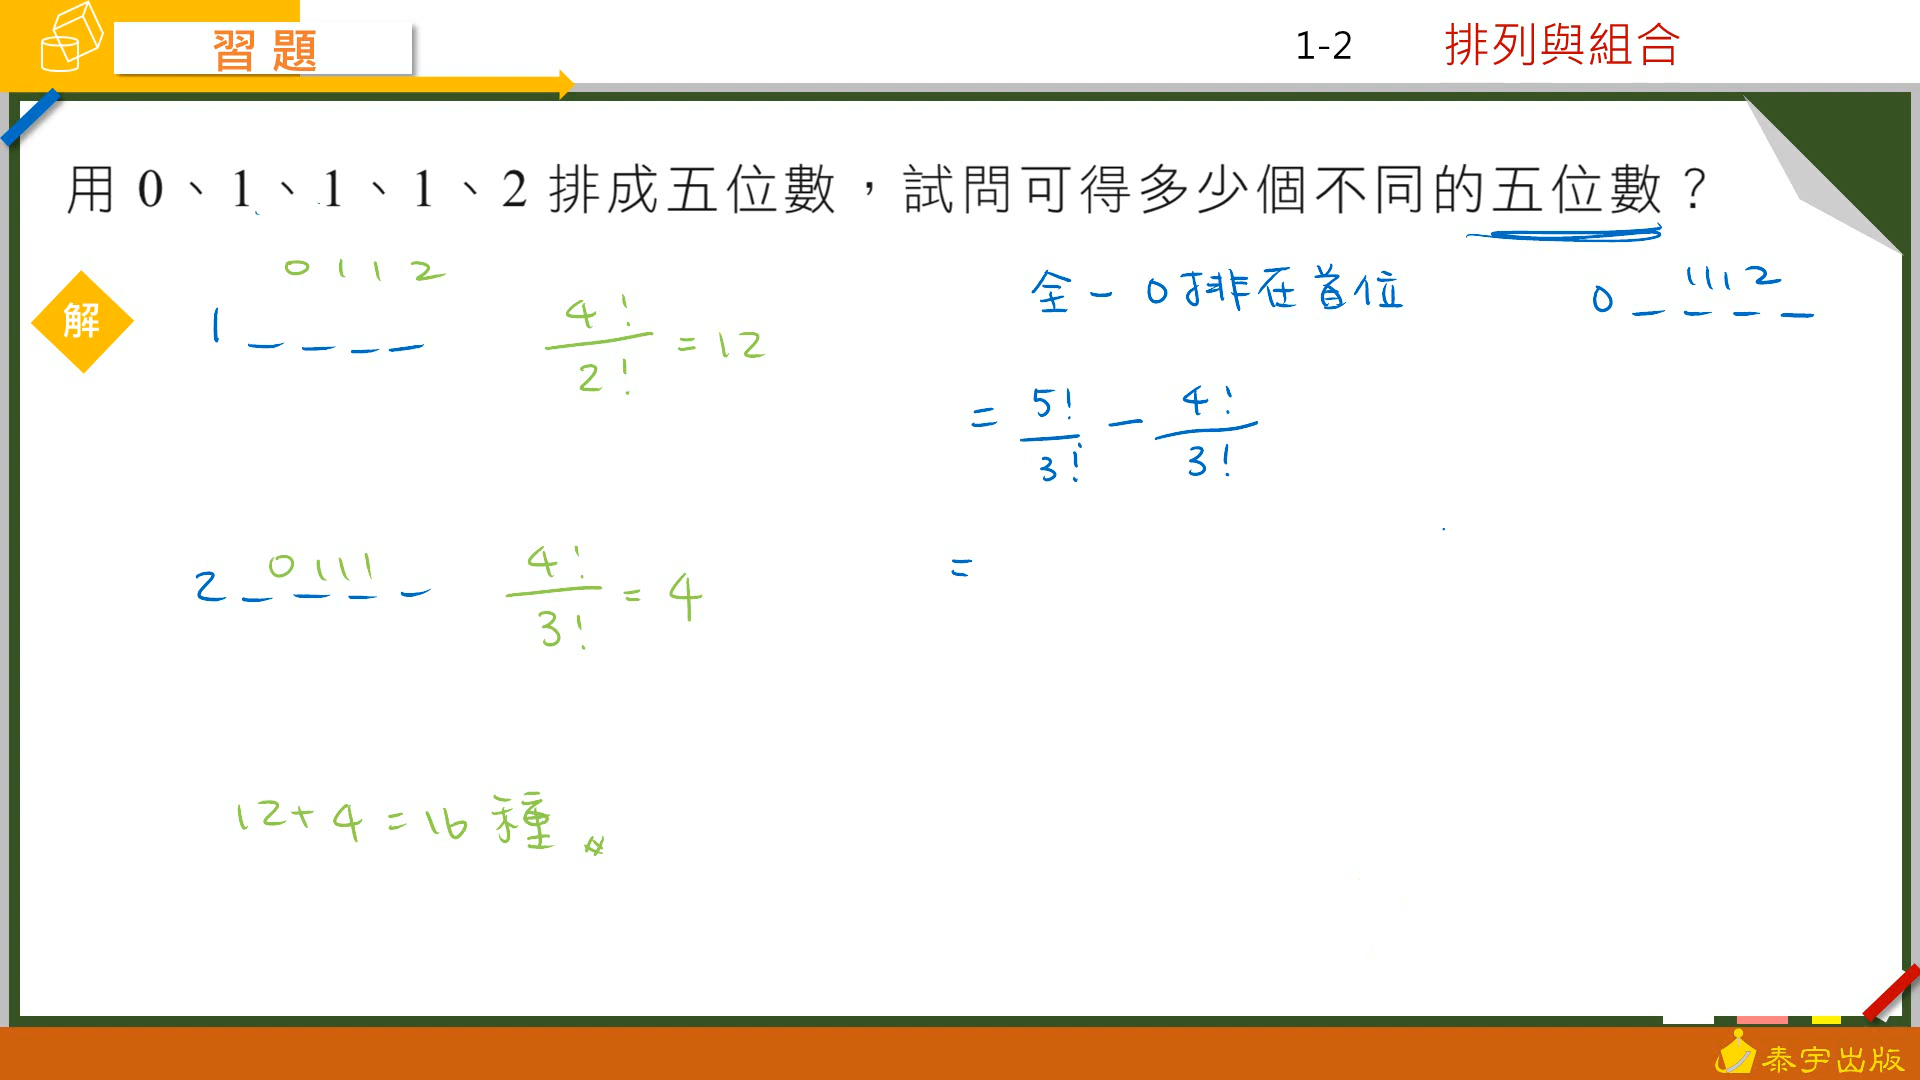 習題
1-2 排列與組合
用 0、1、1、1、2 排成五位數，試問可得多少個不同的五位數？
解
0 1 1 2
1 _ _ _ _
4! / 2! = 12
0 1 1 1
2 _ _ _ _
4! / 3! = 4
12 + 4 = 16 種
全 - 0排在首位
1 1 1 2
0 _ _ _ _
= 5! / 3! - 4! / 3!
=
泰宇出版